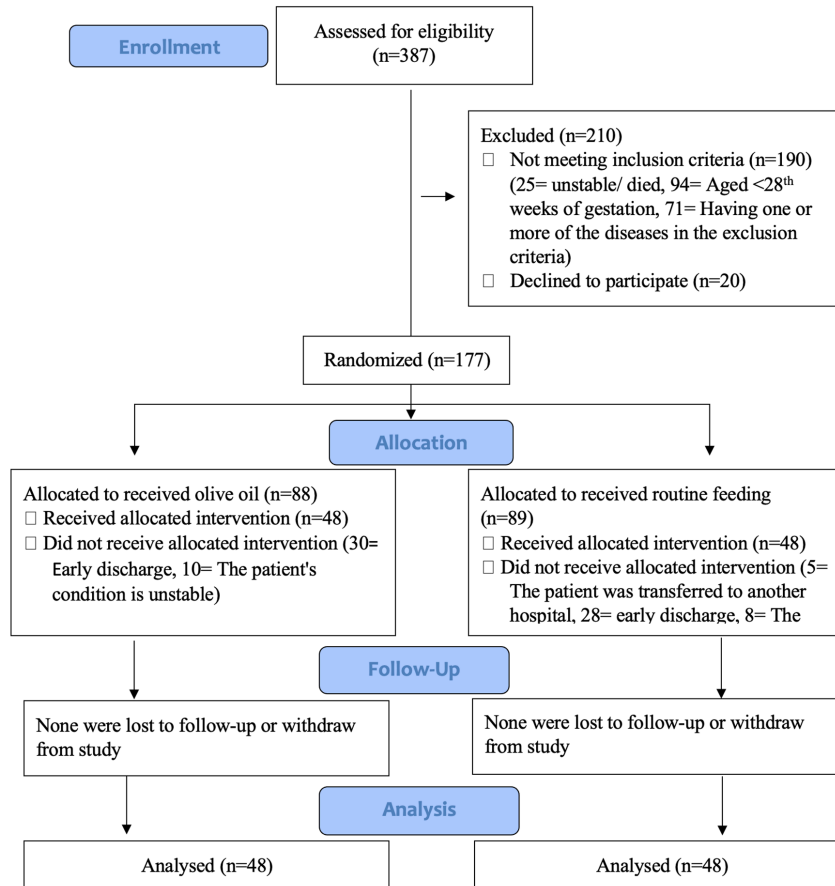 Enrollment
Assessed for eligibility
(n=387)
Excluded (n=210)
□ Not meeting inclusion criteria (n=190)
(25= unstable/ died, 94= Aged <28th
weeks of gestation, 71= Having one or
more of the diseases in the exclusion
criteria)
□ Declined to participate (n=20)
Randomized (n=177)
Allocation
Allocated to received olive oil (n=88)
□ Received allocated intervention (n=48)
□ Did not receive allocated intervention (30=
Early discharge, 10= The patient's
condition is unstable)
Allocated to received routine feeding
(n=89)
□ Received allocated intervention (n=48)
□ Did not receive allocated intervention (5=
The patient was transferred to another
hospital, 28= early discharge, 8= The
Follow-Up
None were lost to follow-up or withdraw
from study
None were lost to follow-up or withdraw
from study
Analysis
Analysed (n=48)
Analysed (n=48)